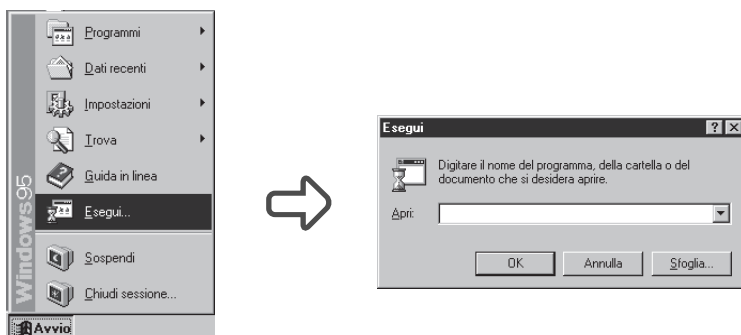 Programmi
Dati recenti
Impostazioni
Trova
Guida in linea
Esegui...
Sospendi
Chiudi sessione...
Windows95
Avvio
Esegui
Digitare il nome del programma, della cartella o del
documento che si desidera aprire.
Apri:
OK Annulla Sfoglia...